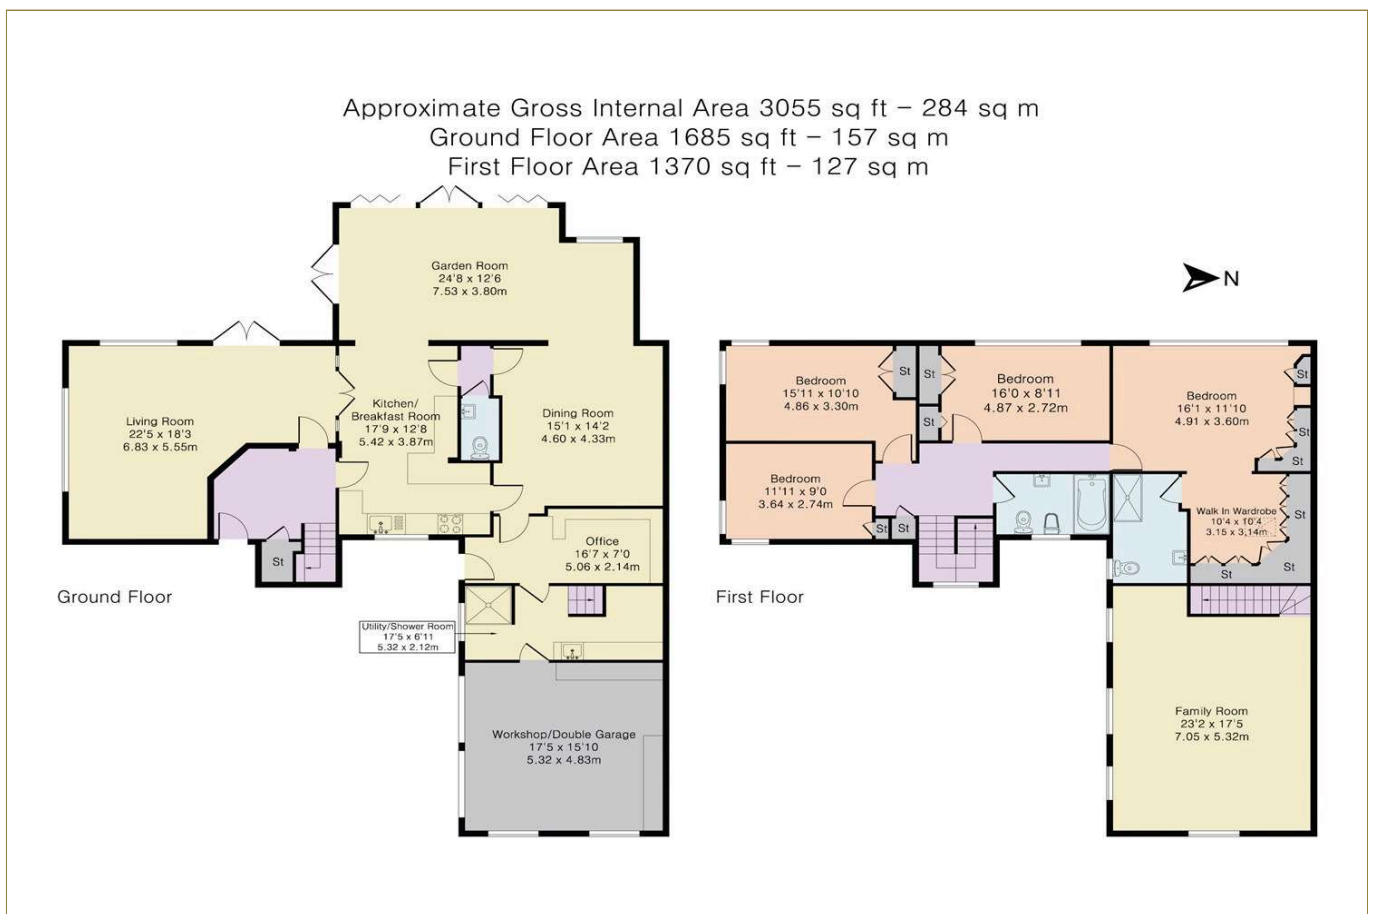 Approximate Gross Internal Area 3055 sq ft – 284 sq m
Ground Floor Area 1685 sq ft – 157 sq m
First Floor Area 1370 sq ft – 127 sq m
Garden Room
24'8 x 12'6
7.53 x 3.80m
Living Room
22'5 x 18'3
6.83 x 5.55m
Kitchen/
Breakfast Room
17'9 x 12'8
5.42 x 3.87m
Dining Room
15'1 x 14'2
4.60 x 4.33m
St
Office
16'7 x 7'0
5.06 x 2.14m
Ground Floor
Utility/Shower Room
17'5 x 6'11
5.32 x 2.12m
Workshop/Double Garage
17'5 x 15'10
5.32 x 4.83m
N
Bedroom
15'11 x 10'10
4.86 x 3.30m
St
St
St
Bedroom
16'0 x 8'11
4.87 x 2.72m
Bedroom
16'1 x 11'10
4.91 x 3.60m
St
St
St
Bedroom
11'11 x 9'0
3.64 x 2.74m
St
St
Walk In Wardrobe
10'4 x 10'4
3.15 x 3.14m
St
St
St
First Floor
Family Room
23'2 x 17'5
7.05 x 5.32m